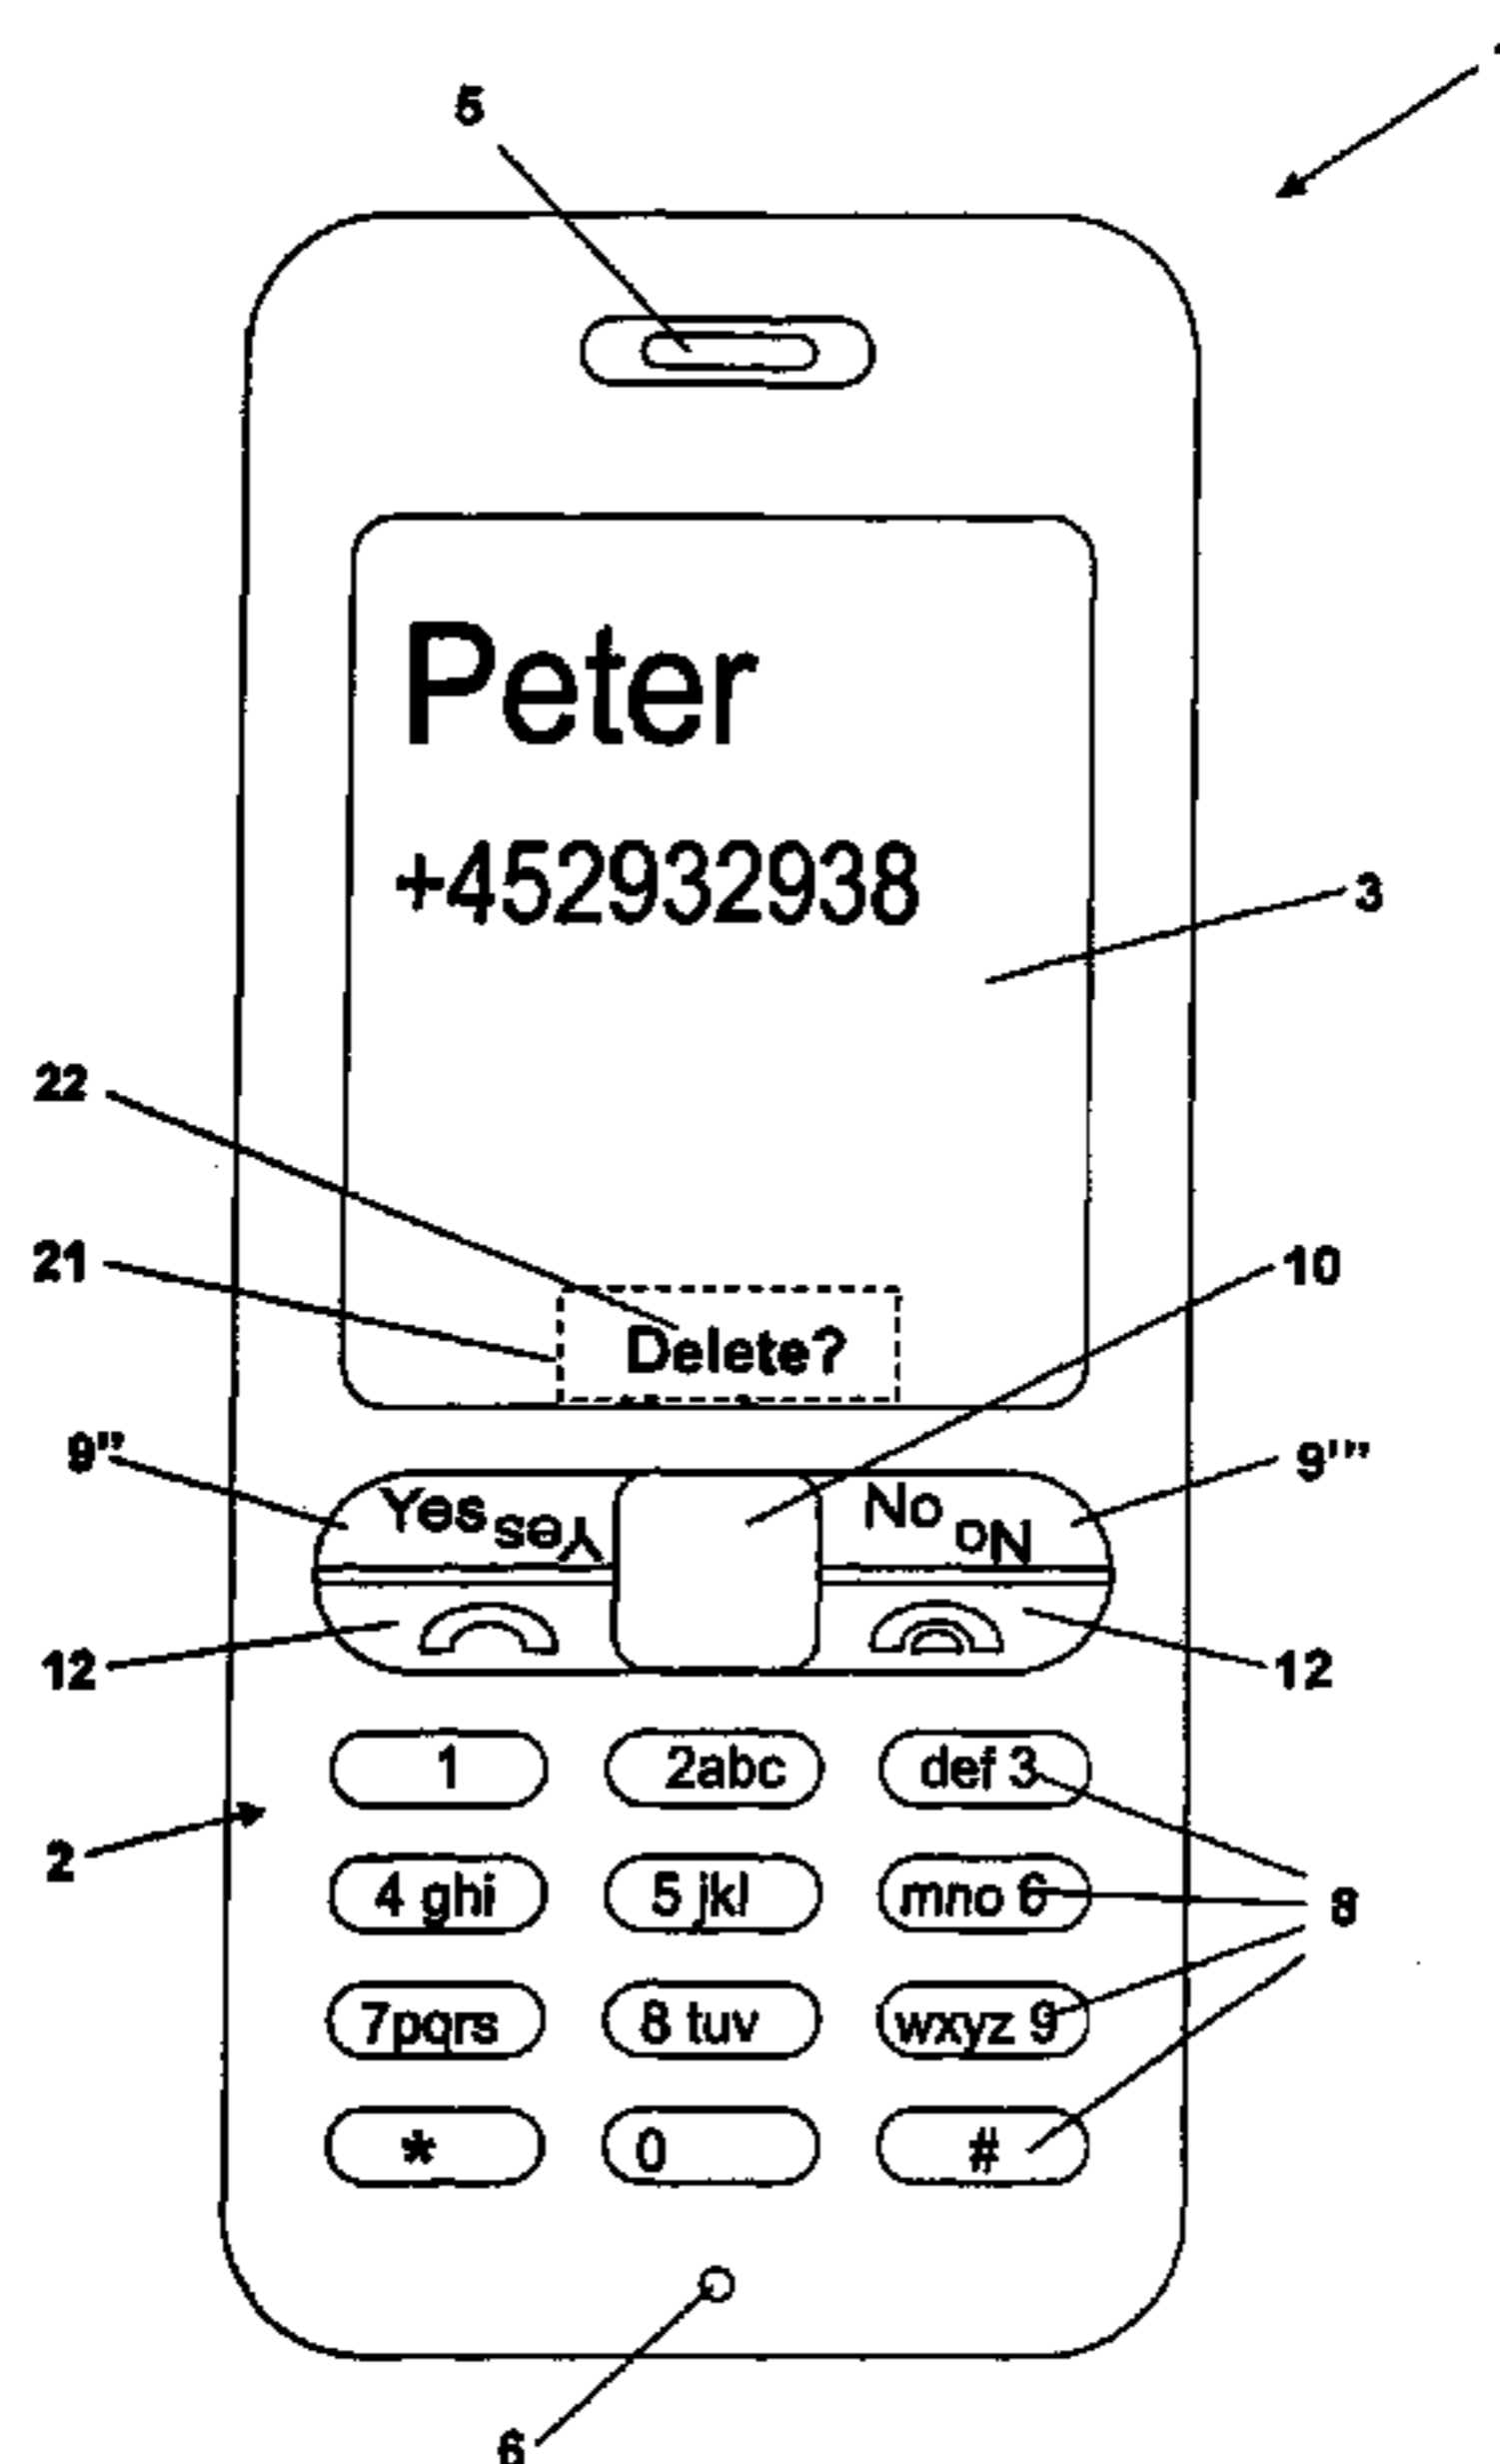 5
Peter
+452932938
3
22
21
10
Delete?
9"
9'"
Yes Yes
No No
12
12
1
2abc
def 3
2
4 ghi
5 jkl
mno 6
8
7pqrs
8 tuv
wxyz 9
*
0
#
6